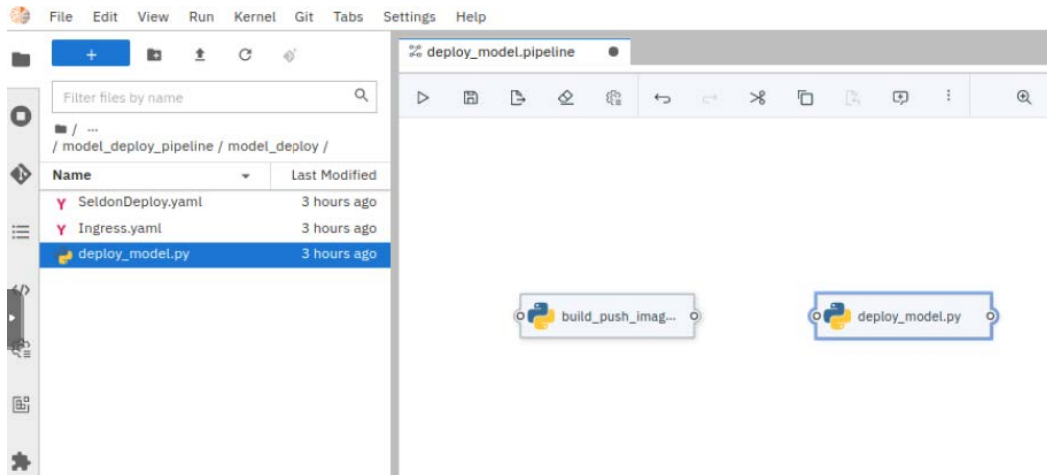 File Edit View Run Kernel Git Tabs Settings Help
+
Filter files by name
/ ...
/ model_deploy_pipeline / model_deploy /
Name Last Modified
Y SeldonDeploy.yaml 3 hours ago
Y Ingress.yaml 3 hours ago
deploy_model.py 3 hours ago
deploy_model.pipeline
build_push_imag...
deploy_model.py